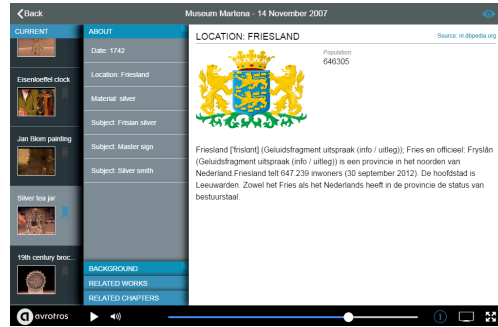 Back
Museum Martena - 14 November 2007
CURRENT
Eisenloeffel clock
Jan Blom painting
Silver tea jar
19th century broc...
ABOUT
Date: 1742
Location: Friesland
Material: silver
Subject: Frisian silver
Subject: Master sign
Subject: Silver smith
BACKGROUND
RELATED WORKS
RELATED CHAPTERS
LOCATION: FRIESLAND
Source: nl.dbpedia.org
Population:
646305
Friesland ['frislɑnt] (Geluidsfragment uitspraak (info / uitleg)); Fries en officieel: Fryslân
(Geluidsfragment uitspraak (info / uitleg)) is een provincie in het noorden van
Nederland.Friesland telt 647.239 inwoners (30 september 2012). De hoofdstad is
Leeuwarden. Zowel het Fries als het Nederlands heeft in de provincie de status van
bestuurstaal.
avrotros